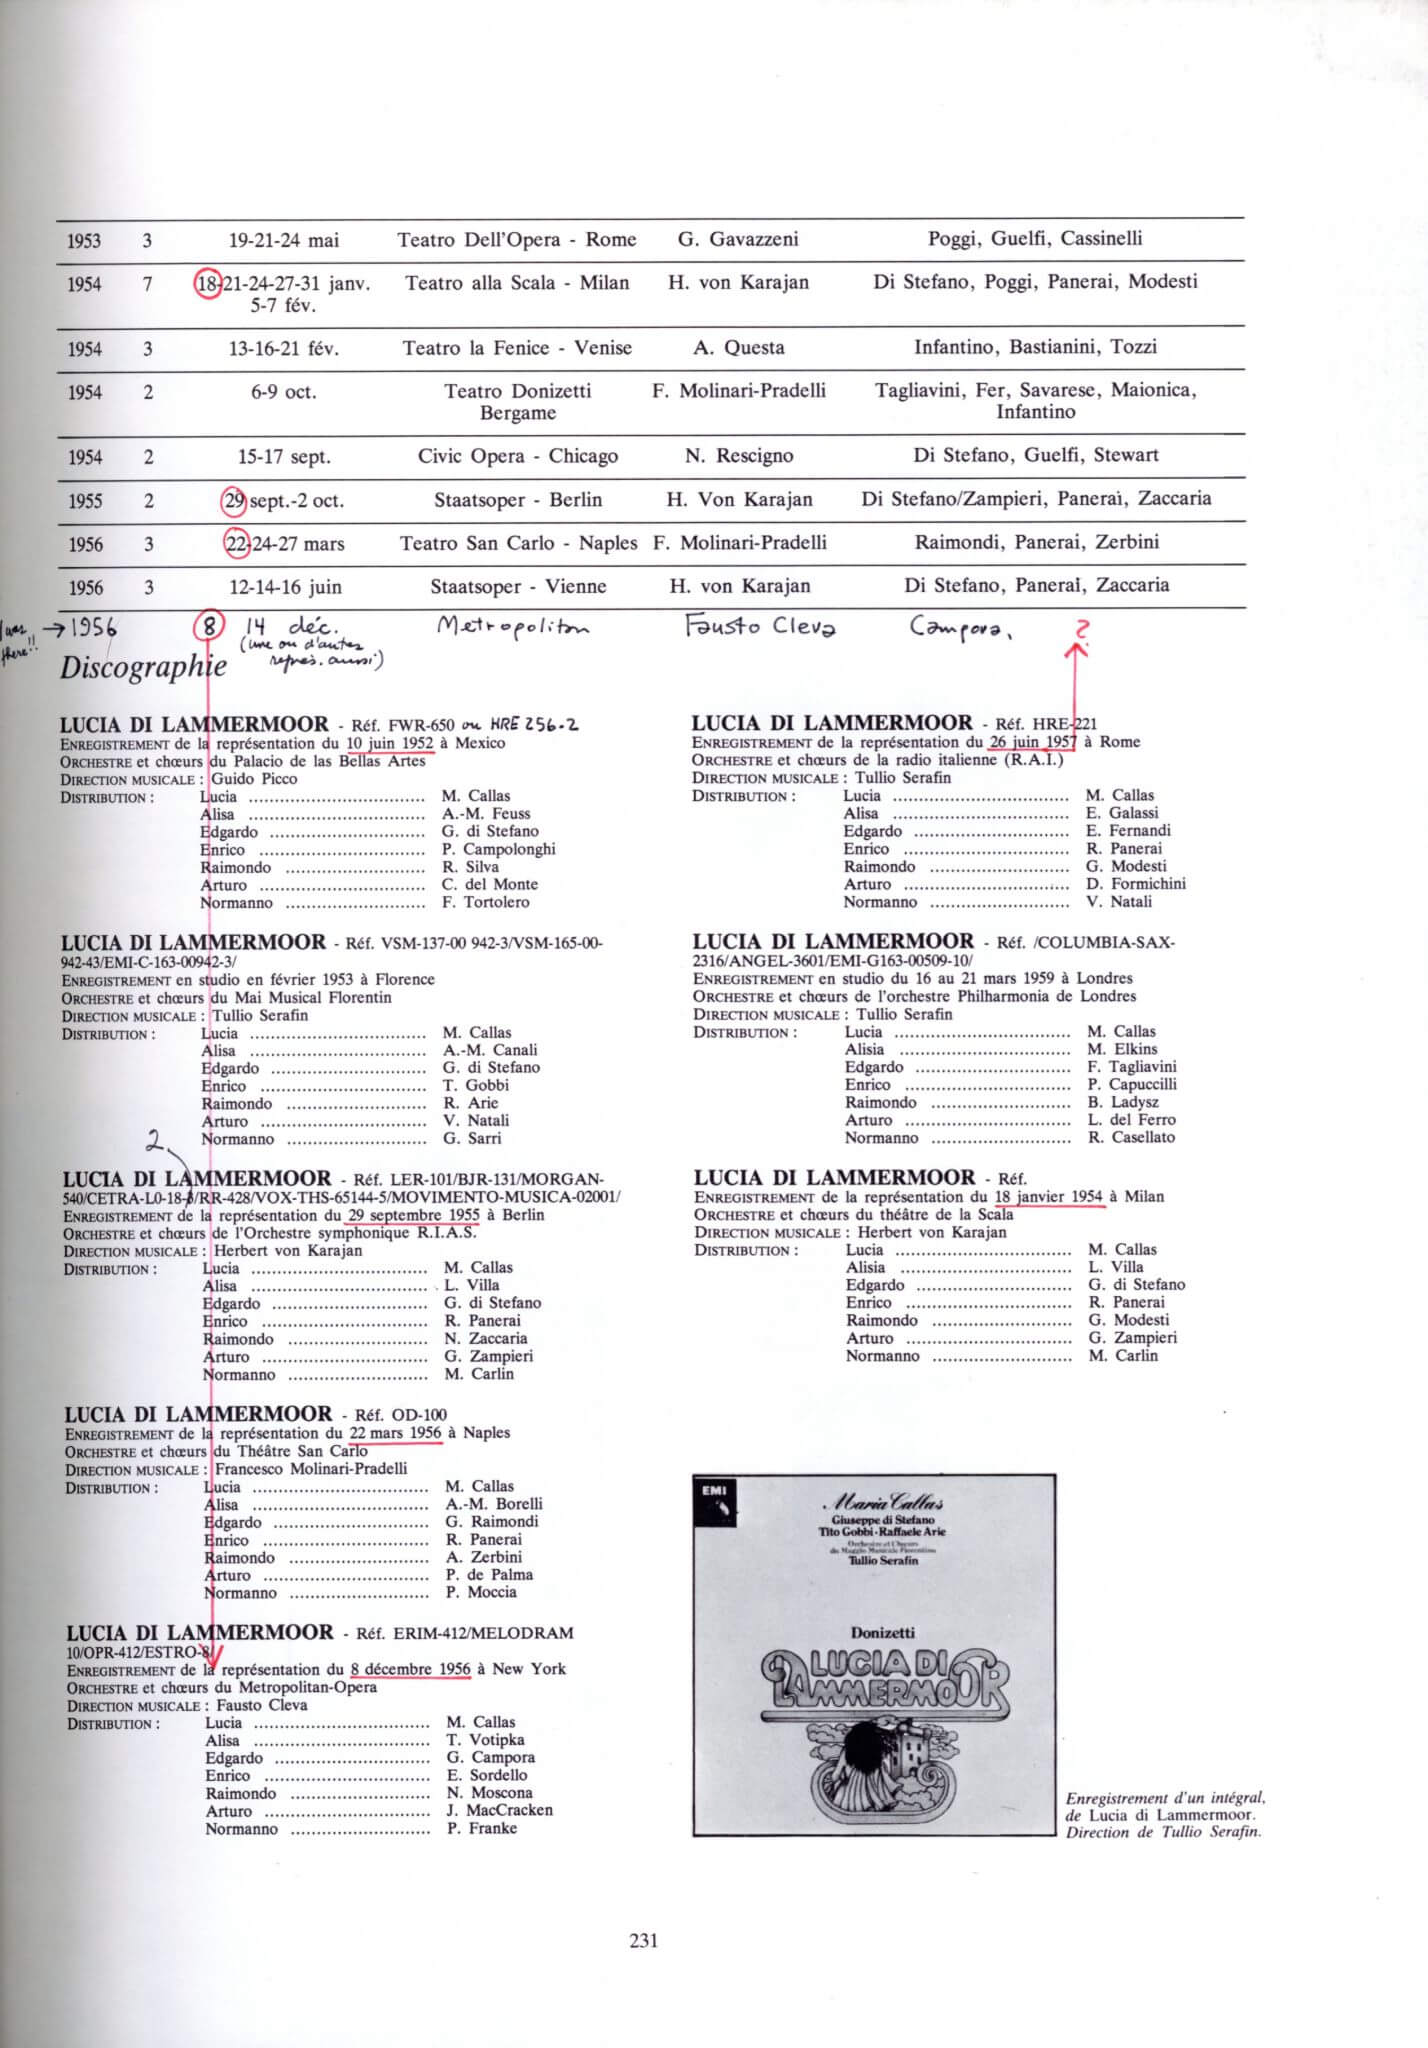 1953 3 19-21-24 mai Teatro Dell'Opera - Rome G. Gavazzeni Poggi, Guelfi, Cassinelli
1954 7 18-21-24-27-31 janv. Teatro alla Scala - Milan H. von Karajan Di Stefano, Poggi, Panerai, Modesti
5-7 fév.
1954 3 13-16-21 fév. Teatro la Fenice - Venise A. Questa Infantino, Bastianini, Tozzi
1954 2 6-9 oct. Teatro Donizetti F. Molinari-Pradelli Tagliavini, Fer, Savarese, Maionica,
Bergame Infantino
1954 2 15-17 sept. Civic Opera - Chicago N. Rescigno Di Stefano, Guelfi, Stewart
1955 2 29 sept.-2 oct. Staatsoper - Berlin H. Von Karajan Di Stefano/Zampieri, Panerai, Zaccaria
1956 3 22-24-27 mars Teatro San Carlo - Naples F. Molinari-Pradelli Raimondi, Panerai, Zerbini
1956 3 12-14-16 juin Staatsoper - Vienne H. von Karajan Di Stefano, Panerai, Zaccaria
I was → 1956 8 14 déc. Metropolitan Fausto Cleva Campora, ?
there!! (une ou d'autres
représ. aussi)
Discographie
LUCIA DI LAMMERMOOR - Réf. FWR-650 ou HRE 256-2
ENREGISTREMENT de la représentation du 10 juin 1952 à Mexico
ORCHESTRE et chœurs du Palacio de las Bellas Artes
DIRECTION MUSICALE : Guido Picco
DISTRIBUTION : Lucia ................................ M. Callas
Alisa ................................ A.-M. Feuss
Edgardo ............................ G. di Stefano
Enrico .............................. P. Campolonghi
Raimondo ......................... R. Silva
Arturo .............................. C. del Monte
Normanno ......................... F. Tortolero
LUCIA DI LAMMERMOOR - Réf. VSM-137-00 942-3/VSM-165-00-
942-43/EMI-C-163-00942-3/
ENREGISTREMENT en studio en février 1953 à Florence
ORCHESTRE et chœurs du Mai Musical Florentin
DIRECTION MUSICALE : Tullio Serafin
DISTRIBUTION : Lucia ................................ M. Callas
Alisa ................................ A.-M. Canali
Edgardo ............................ G. di Stefano
Enrico .............................. T. Gobbi
Raimondo ......................... R. Arie
Arturo .............................. V. Natali
Normanno ......................... G. Sarri
2
LUCIA DI LAMMERMOOR - Réf. LER-101/BJR-131/MORGAN-
540/CETRA-L0-18-3/RR-428/VOX-THS-65144-5/MOVIMENTO-MUSICA-02001/
ENREGISTREMENT de la représentation du 29 septembre 1955 à Berlin
ORCHESTRE et chœurs de l'Orchestre symphonique R.I.A.S.
DIRECTION MUSICALE : Herbert von Karajan
DISTRIBUTION : Lucia ................................ M. Callas
Alisa ................................ L. Villa
Edgardo ............................ G. di Stefano
Enrico .............................. R. Panerai
Raimondo ......................... N. Zaccaria
Arturo .............................. G. Zampieri
Normanno ......................... M. Carlin
LUCIA DI LAMMERMOOR - Réf. OD-100
ENREGISTREMENT de la représentation du 22 mars 1956 à Naples
ORCHESTRE et chœurs du Théâtre San Carlo
DIRECTION MUSICALE : Francesco Molinari-Pradelli
DISTRIBUTION : Lucia ................................ M. Callas
Alisa ................................ A.-M. Borelli
Edgardo ............................ G. Raimondi
Enrico .............................. R. Panerai
Raimondo ......................... A. Zerbini
Arturo .............................. P. de Palma
Normanno ......................... P. Moccia
LUCIA DI LAMMERMOOR - Réf. ERIM-412/MELODRAM
10/OPR-412/ESTRO-8/
ENREGISTREMENT de la représentation du 8 décembre 1956 à New York
ORCHESTRE et chœurs du Metropolitan-Opera
DIRECTION MUSICALE : Fausto Cleva
DISTRIBUTION : Lucia ................................ M. Callas
Alisa ................................ T. Votipka
Edgardo ............................ G. Campora
Enrico .............................. E. Sordello
Raimondo ......................... N. Moscona
Arturo .............................. J. MacCracken
Normanno ......................... P. Franke
LUCIA DI LAMMERMOOR - Réf. HRE-221
ENREGISTREMENT de la représentation du 26 juin 1957 à Rome
ORCHESTRE et chœurs de la radio italienne (R.A.I.)
DIRECTION MUSICALE : Tullio Serafin
DISTRIBUTION : Lucia ................................ M. Callas
Alisa ................................ E. Galassi
Edgardo ............................ E. Fernandi
Enrico .............................. R. Panerai
Raimondo ......................... G. Modesti
Arturo .............................. D. Formichini
Normanno ......................... V. Natali
LUCIA DI LAMMERMOOR - Réf. /COLUMBIA-SAX-
2316/ANGEL-3601/EMI-G163-00509-10/
ENREGISTREMENT en studio du 16 au 21 mars 1959 à Londres
ORCHESTRE et chœurs de l'orchestre Philharmonia de Londres
DIRECTION MUSICALE : Tullio Serafin
DISTRIBUTION : Lucia ................................ M. Callas
Alisia ............................... M. Elkins
Edgardo ............................ F. Tagliavini
Enrico .............................. P. Capuccilli
Raimondo ......................... B. Ladysz
Arturo .............................. L. del Ferro
Normanno ......................... R. Casellato
LUCIA DI LAMMERMOOR - Réf.
ENREGISTREMENT de la représentation du 18 janvier 1954 à Milan
ORCHESTRE et chœurs du théâtre de la Scala
DIRECTION MUSICALE : Herbert von Karajan
DISTRIBUTION : Lucia ................................ M. Callas
Alisia ............................... L. Villa
Edgardo ............................ G. di Stefano
Enrico .............................. R. Panerai
Raimondo ......................... G. Modesti
Arturo .............................. G. Zampieri
Normanno ......................... M. Carlin
EMI
Maria Callas
Giuseppe di Stefano
Tito Gobbi · Raffaele Arie
Orchestre et Chœurs
du Maggio Musicale Fiorentino
Tullio Serafin
Donizetti
LUCIA DI
LAMMERMOOR
Enregistrement d'un intégral,
de Lucia di Lammermoor.
Direction de Tullio Serafin.
231